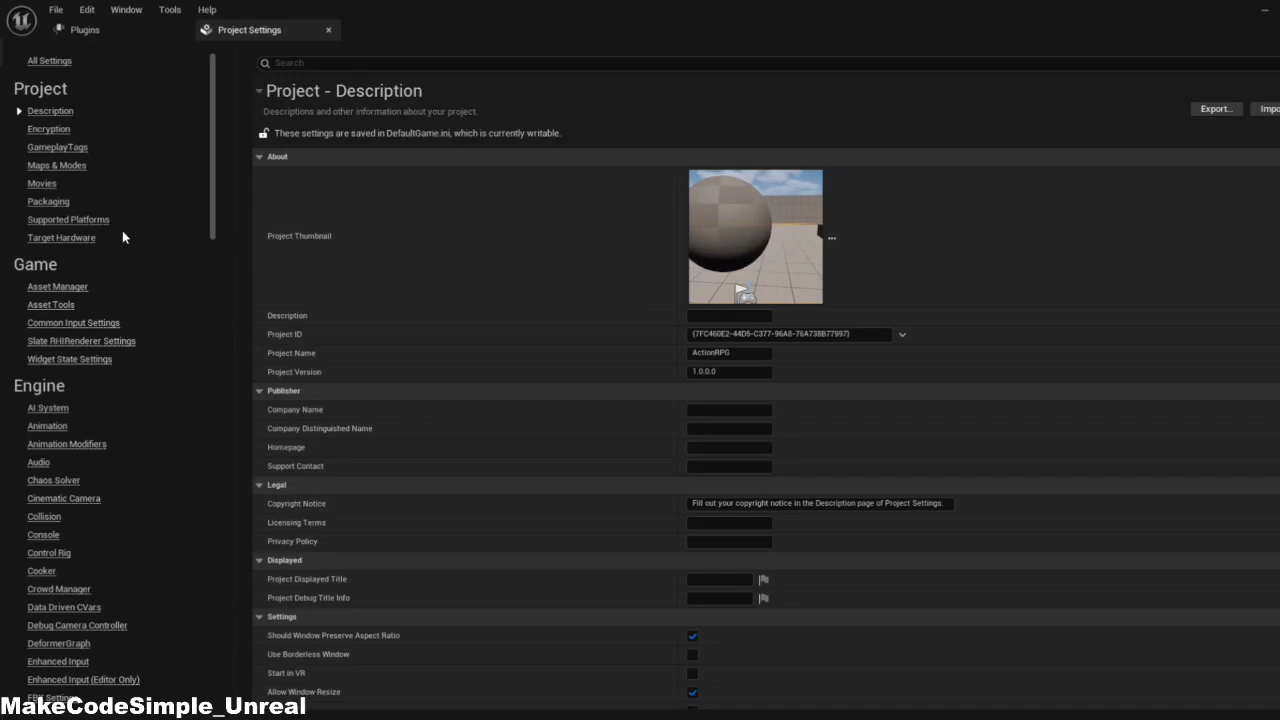 File Edit Window Tools Help
Plugins
Project Settings
All Settings
Search
Project
Description
Encryption
GameplayTags
Maps & Modes
Movies
Packaging
Supported Platforms
Target Hardware
Game
Asset Manager
Asset Tools
Common Input Settings
Slate RHIRenderer Settings
Widget State Settings
Engine
AI System
Animation
Animation Modifiers
Audio
Chaos Solver
Cinematic Camera
Collision
Console
Control Rig
Cooker
Crowd Manager
Data Driven CVars
Debug Camera Controller
DeformerGraph
Enhanced Input
Enhanced Input (Editor Only)
Project - Description
Descriptions and other information about your project.
Export...
Impo
These settings are saved in DefaultGame.ini, which is currently writable.
About
Project Thumbnail
Description
Project ID {7FC460E2-44D5-C377-96A8-76A738B77997}
Project Name ActionRPG
Project Version 1.0.0.0
Publisher
Company Name
Company Distinguished Name
Homepage
Support Contact
Legal
Copyright Notice Fill out your copyright notice in the Description page of Project Settings.
Licensing Terms
Privacy Policy
Displayed
Project Displayed Title
Project Debug Title Info
Settings
Should Window Preserve Aspect Ratio
Use Borderless Window
Start in VR
Allow Window Resize
MakeCodeSimple_Unreal